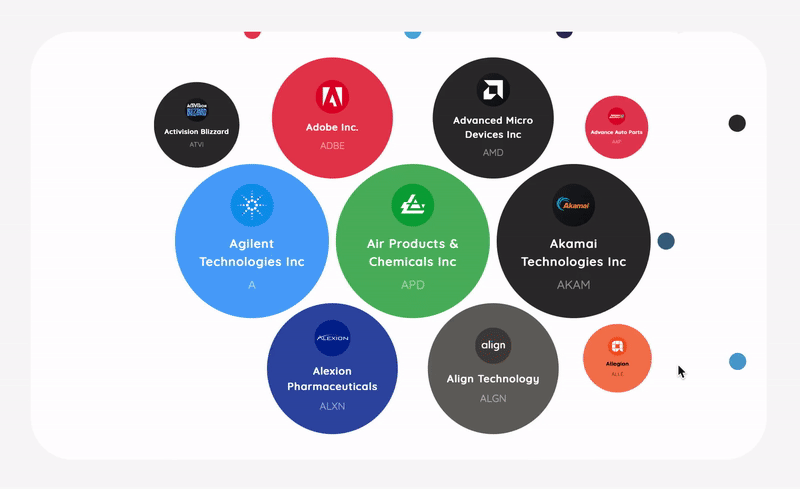 ACTIVISION
BLIZZARD
Activision Blizzard
ATVI
Adobe Inc.
ADBE
Advanced Micro
Devices Inc
AMD
Advance Auto Parts
AAP
Agilent
Technologies Inc
A
Air Products &
Chemicals Inc
APD
Akamai
Akamai
Technologies Inc
AKAM
ALEXION
Alexion
Pharmaceuticals
ALXN
align
Align Technology
ALGN
Allegion
ALLE